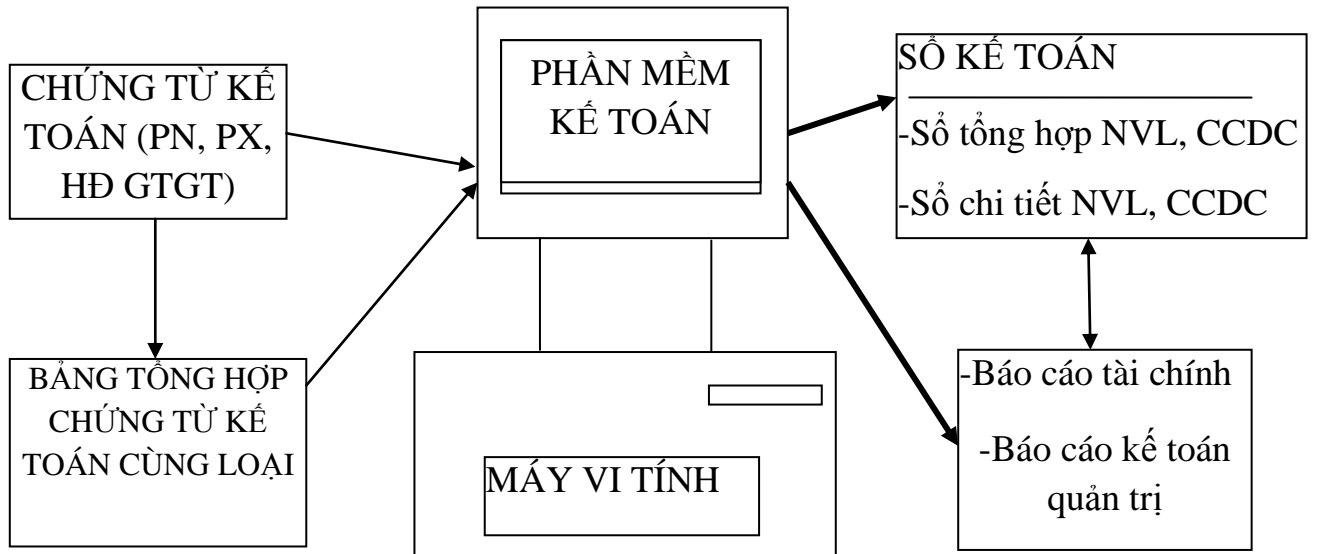 CHỨNG TỪ KẾ
TOÁN (PN, PX,
HĐ GTGT)
BẢNG TỔNG HỢP
CHỨNG TỪ KẾ
TOÁN CÙNG LOẠI
PHẦN MỀM
KẾ TOÁN
MÁY VI TÍNH
SỔ KẾ TOÁN
-Sổ tổng hợp NVL, CCDC
-Sổ chi tiết NVL, CCDC
-Báo cáo tài chính
-Báo cáo kế toán
quản trị